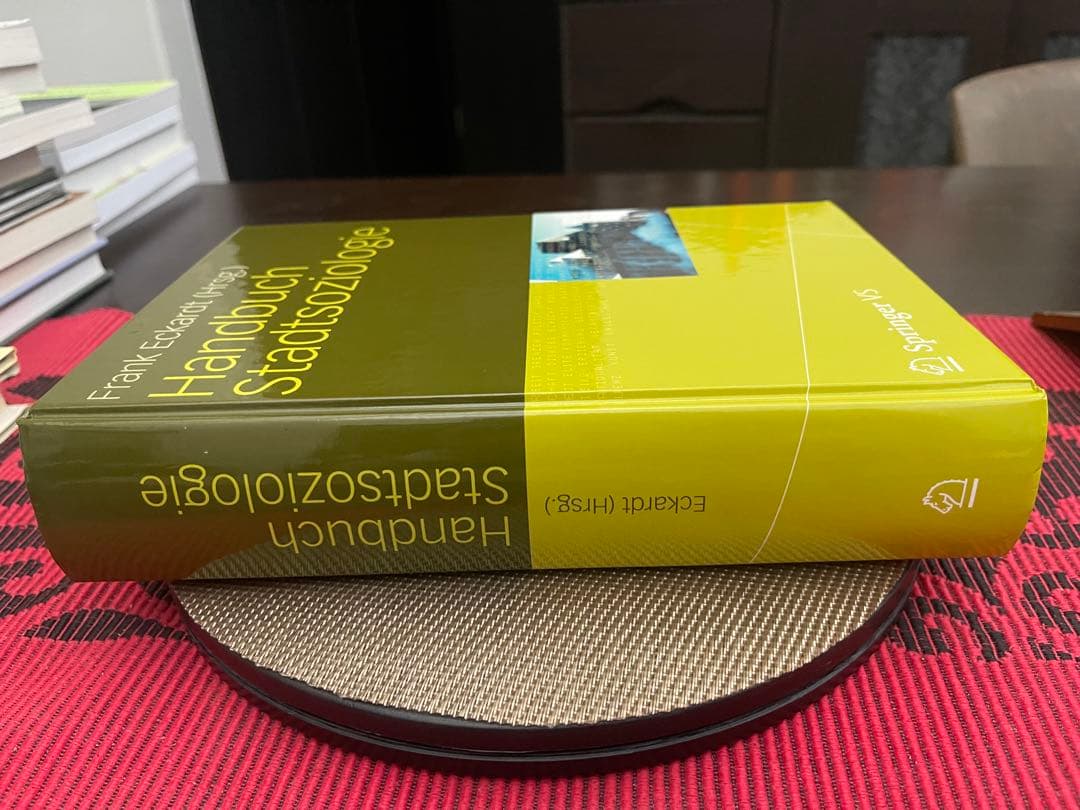 Frank Eckardt (Hrsg.)
Handbuch
Stadtsoziologie
Springer VS
Handbuch
Stadtsoziologie
Eckardt (Hrsg.)